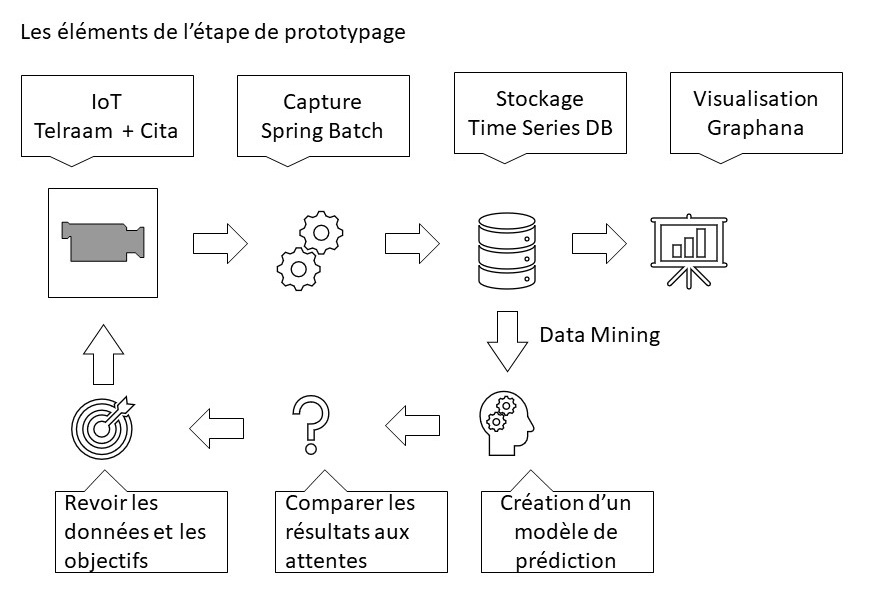 Les éléments de l’étape de prototypage
IoT
Telraam + Cita
Capture
Spring Batch
Stockage
Time Series DB
Visualisation
Graphana
Data Mining
Revoir les
données et les
objectifs
Comparer les
résultats aux
attentes
Création d’un
modèle de
prédiction